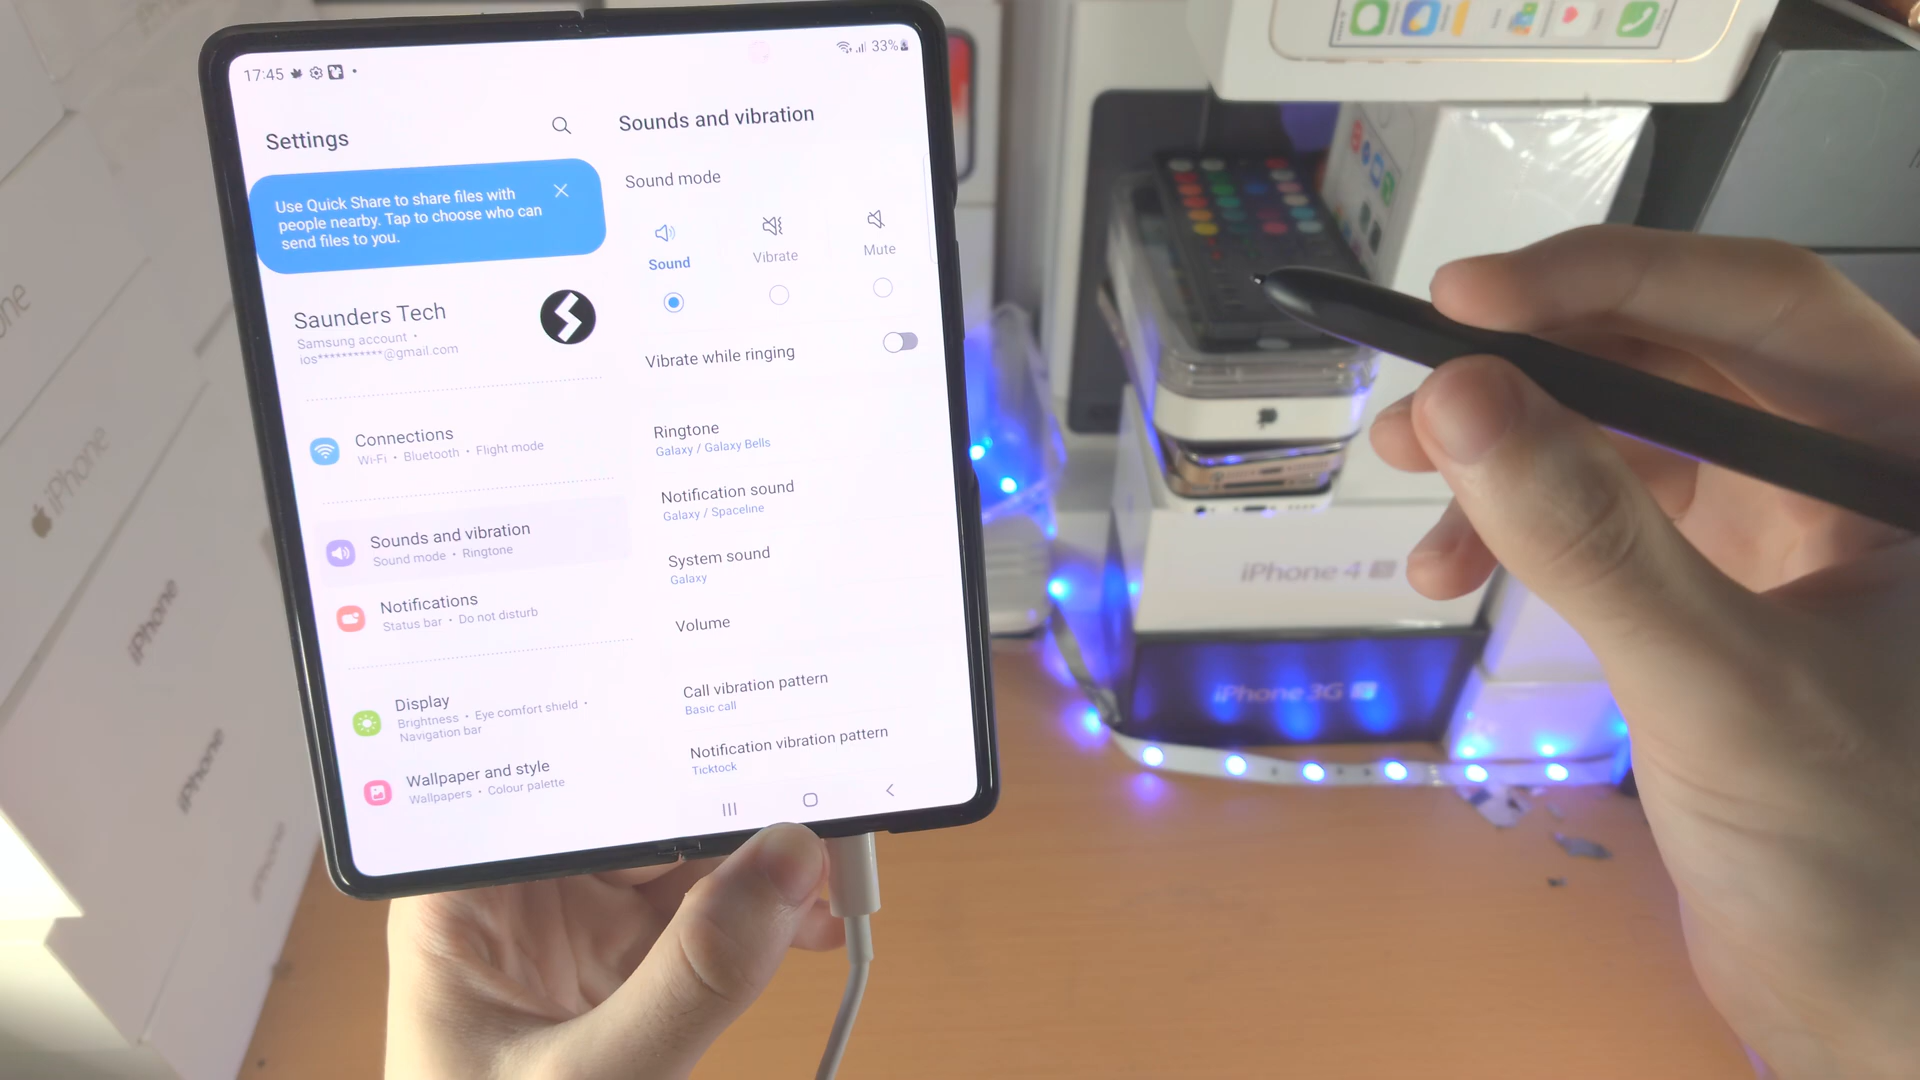 17:45
33%
Settings
Use Quick Share to share files with
people nearby. Tap to choose who can
send files to you.
Saunders Tech
Samsung account •
ios***********@gmail.com
Connections
Wi-Fi • Bluetooth • Flight mode
Sounds and vibration
Sound mode • Ringtone
Notifications
Status bar • Do not disturb
Display
Brightness • Eye comfort shield •
Navigation bar
Wallpaper and style
Wallpapers • Colour palette
Sounds and vibration
Sound mode
Sound
Vibrate
Mute
Vibrate while ringing
Ringtone
Galaxy / Galaxy Bells
Notification sound
Galaxy / Spaceline
System sound
Galaxy
Volume
Call vibration pattern
Basic call
Notification vibration pattern
Ticktock
iPhone
iPhone
iPhone
iPhone
iPhone 4
iPhone 3G